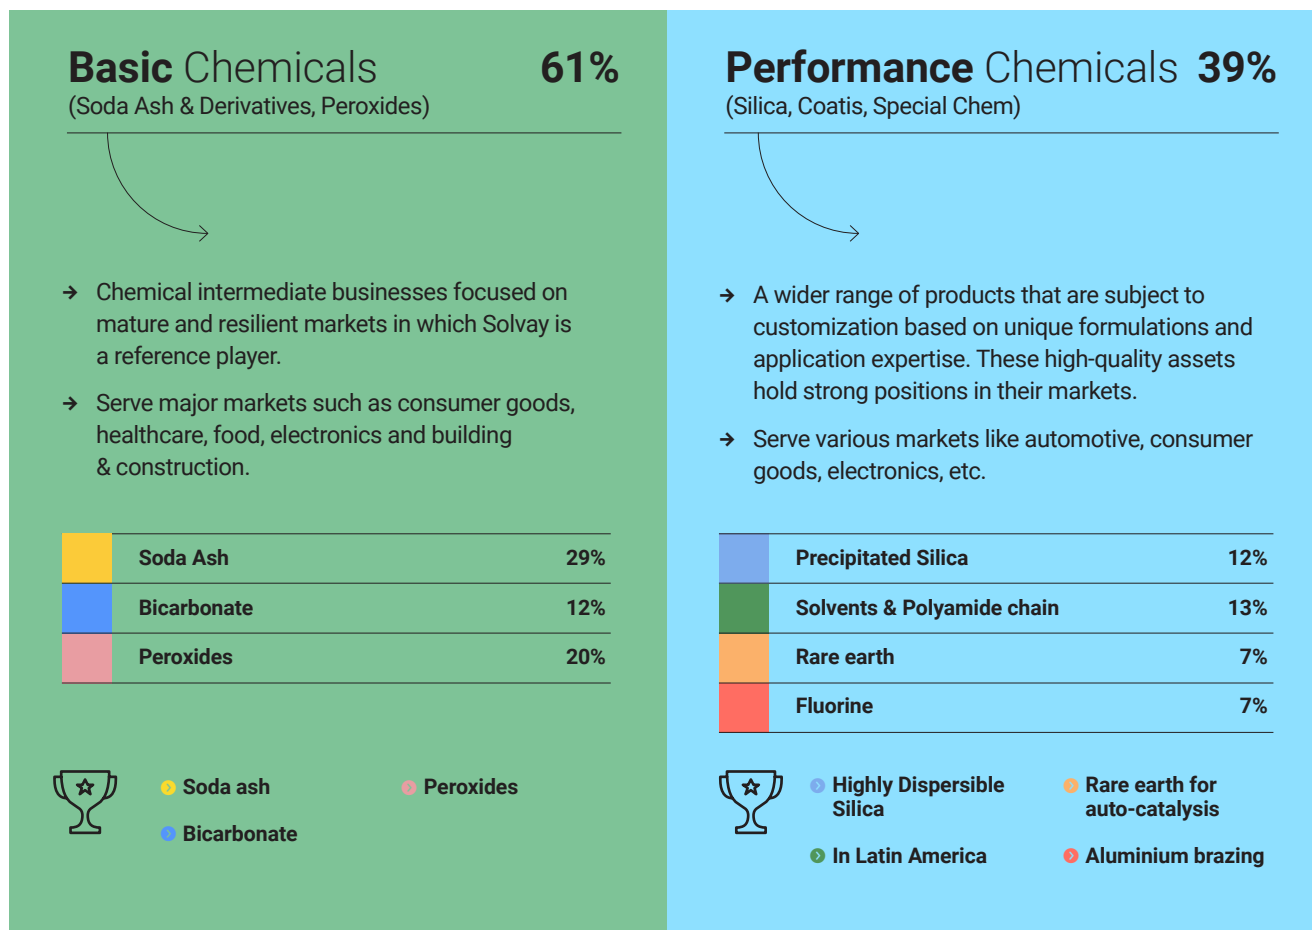 Basic Chemicals 61%
(Soda Ash & Derivatives, Peroxides)
Chemical intermediate businesses focused on
mature and resilient markets in which Solvay is
a reference player.
Serve major markets such as consumer goods,
healthcare, food, electronics and building
& construction.
Soda Ash 29%
Bicarbonate 12%
Peroxides 20%
Soda ash
Peroxides
Bicarbonate
Performance Chemicals 39%
(Silica, Coatis, Special Chem)
A wider range of products that are subject to
customization based on unique formulations and
application expertise. These high-quality assets
hold strong positions in their markets.
Serve various markets like automotive, consumer
goods, electronics, etc.
Precipitated Silica 12%
Solvents & Polyamide chain 13%
Rare earth 7%
Fluorine 7%
Highly Dispersible
Silica
Rare earth for
auto-catalysis
In Latin America
Aluminium brazing